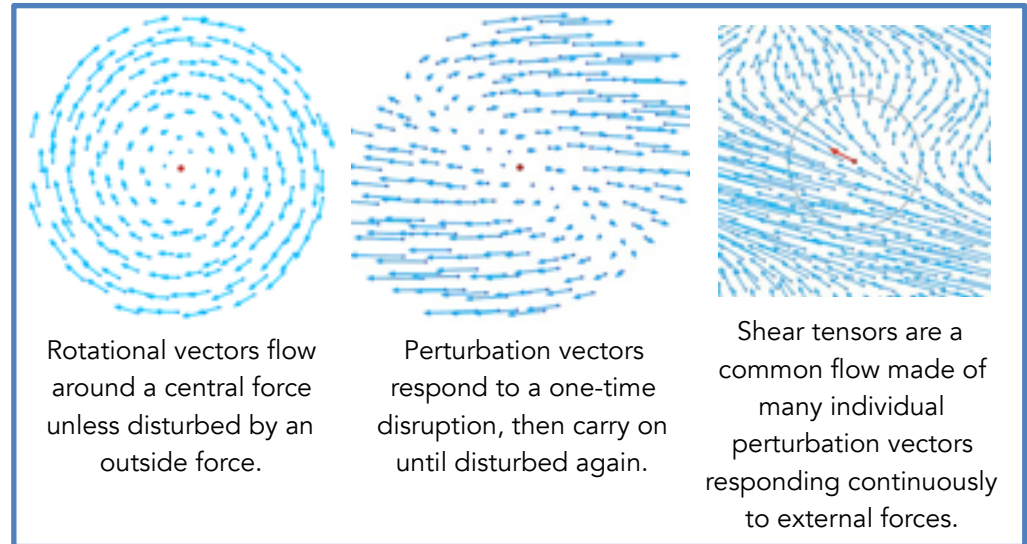 Rotational vectors flow
around a central force
unless disturbed by an
outside force.
Perturbation vectors
respond to a one-time
disruption, then carry on
until disturbed again.
Shear tensors are a
common flow made of
many individual
perturbation vectors
responding continuously
to external forces.